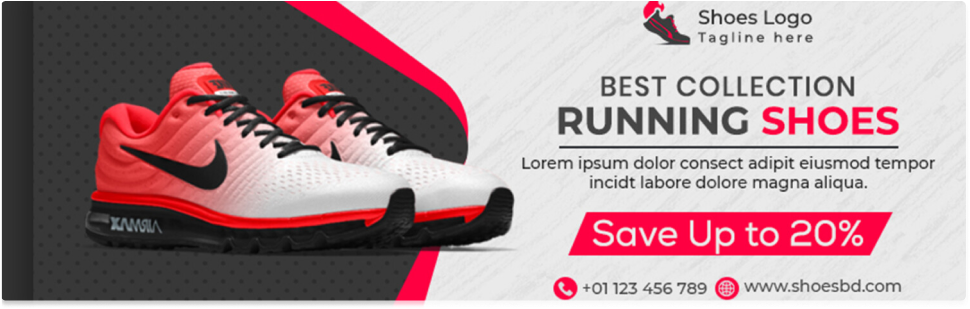 Shoes Logo
Tagline here
BEST COLLECTION
RUNNING SHOES
Lorem ipsum dolor consect adipit eiusmod tempor
incidt labore dolore magna aliqua.
Save Up to 20%
+01 123 456 789 www.shoesbd.com